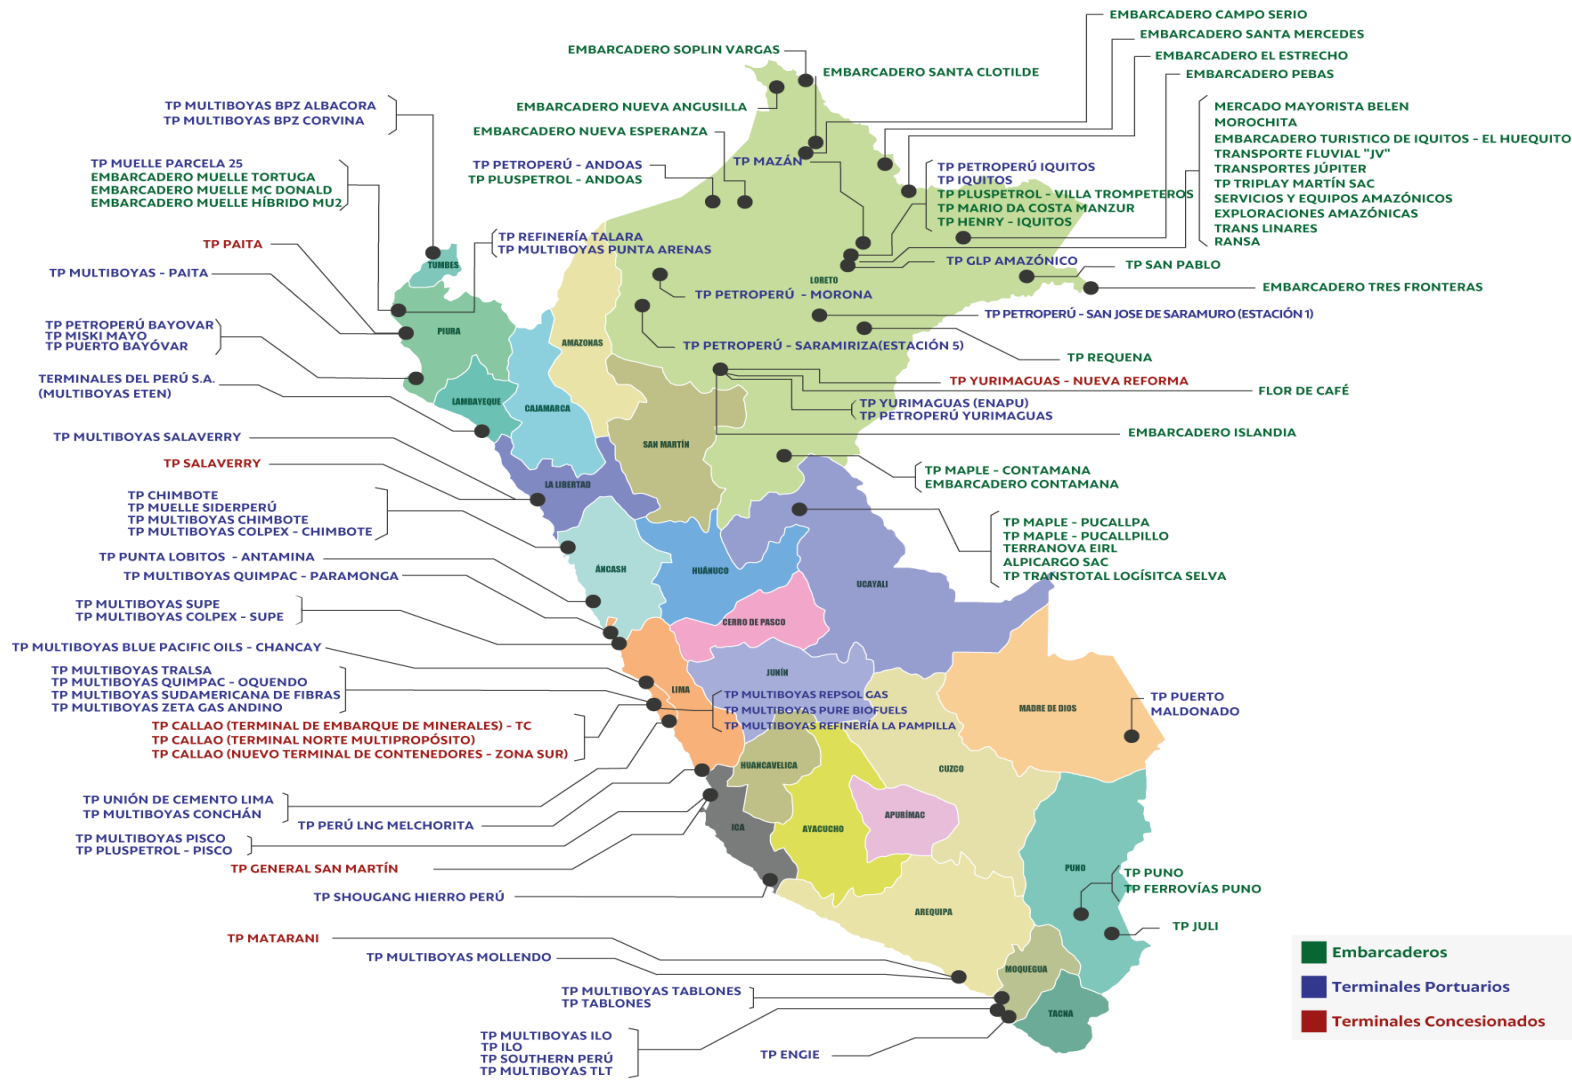 EMBARCADERO CAMPO SERIO
EMBARCADERO SANTA MERCEDES
EMBARCADERO SOPLIN VARGAS
EMBARCADERO EL ESTRECHO
EMBARCADERO SANTA CLOTILDE
EMBARCADERO PEBAS
EMBARCADERO NUEVA ANGUSILLA
EMBARCADERO NUEVA ESPERANZA
TP MULTIBOYAS BPZ ALBACORA
TP MULTIBOYAS BPZ CORVINA
MERCADO MAYORISTA BELEN
MOROCHITA
EMBARCADERO TURISTICO DE IQUITOS - EL HUEQUITO
TRANSPORTE FLUVIAL "JV"
TRANSPORTES JÚPITER
TP TRIPLAY MARTÍN SAC
SERVICIOS Y EQUIPOS AMAZÓNICOS
EXPLORACIONES AMAZÓNICAS
TRANS LINARES
RANSA
TP MUELLE PARCELA 25
EMBARCADERO MUELLE TORTUGA
EMBARCADERO MUELLE MC DONALD
EMBARCADERO MUELLE HÍBRIDO MU2
TP PETROPERÚ - ANDOAS
TP PLUSPETROL - ANDOAS
TP MAZÁN
TP PETROPERÚ IQUITOS
TP IQUITOS
TP PLUSPETROL - VILLA TROMPETEROS
TP MARIO DA COSTA MANZUR
TP HENRY - IQUITOS
TP REFINERÍA TALARA
TP MULTIBOYAS PUNTA ARENAS
TP PAITA
TP MULTIBOYAS - PAITA
TUMBES
TP GLP AMAZÓNICO
TP SAN PABLO
LORETO
EMBARCADERO TRES FRONTERAS
TP PETROPERÚ - MORONA
TP PETROPERÚ - SAN JOSE DE SARAMURO (ESTACIÓN 1)
TP PETROPERÚ BAYOVAR
TP MISKI MAYO
TP PUERTO BAYÓVAR
PIURA
AMAZONAS
TP PETROPERÚ - SARAMIRIZA(ESTACIÓN 5)
TP REQUENA
TERMINALES DEL PERÚ S.A.
(MULTIBOYAS ETEN)
TP YURIMAGUAS - NUEVA REFORMA
FLOR DE CAFÉ
LAMBAYEQUE
CAJAMARCA
TP YURIMAGUAS (ENAPU)
TP PETROPERÚ YURIMAGUAS
EMBARCADERO ISLANDIA
TP MULTIBOYAS SALAVERRY
SAN MARTÍN
TP SALAVERRY
TP MAPLE - CONTAMANA
EMBARCADERO CONTAMANA
LA LIBERTAD
TP CHIMBOTE
TP MUELLE SIDERPERÚ
TP MULTIBOYAS CHIMBOTE
TP MULTIBOYAS COLPEX - CHIMBOTE
TP MAPLE - PUCALLPA
TP MAPLE - PUCALLPILLO
TERRANOVA EIRL
ALPICARGO SAC
TP TRANSTOTAL LOGÍSITCA SELVA
TP PUNTA LOBITOS - ANTAMINA
ÁNCASH
HUÁNUCO
UCAYALI
TP MULTIBOYAS QUIMPAC - PARAMONGA
TP MULTIBOYAS SUPE
TP MULTIBOYAS COLPEX - SUPE
CERRO DE PASCO
TP MULTIBOYAS BLUE PACIFIC OILS - CHANCAY
JUNÍN
TP MULTIBOYAS TRALSA
TP MULTIBOYAS QUIMPAC - OQUENDO
TP MULTIBOYAS SUDAMERICANA DE FIBRAS
TP MULTIBOYAS ZETA GAS ANDINO
LIMA
TP MULTIBOYAS REPSOL GAS
TP MULTIBOYAS PURE BIOFUELS
TP MULTIBOYAS REFINERÍA LA PAMPILLA
MADRE DE DIOS
TP PUERTO
MALDONADO
TP CALLAO (TERMINAL DE EMBARQUE DE MINERALES) - TC
TP CALLAO (TERMINAL NORTE MULTIPROPÓSITO)
TP CALLAO (NUEVO TERMINAL DE CONTENEDORES - ZONA SUR)
HUANCAVELICA
CUZCO
TP UNIÓN DE CEMENTO LIMA
TP MULTIBOYAS CONCHÁN
TP PERÚ LNG MELCHORITA
ICA
AYACUCHO
APURÍMAC
TP MULTIBOYAS PISCO
TP PLUSPETROL - PISCO
TP GENERAL SAN MARTÍN
PUNO
TP PUNO
TP FERROVÍAS PUNO
TP SHOUGANG HIERRO PERÚ
AREQUIPA
TP JULI
TP MATARANI
TP MULTIBOYAS MOLLENDO
MOQUEGUA
TP MULTIBOYAS TABLONES
TP TABLONES
TACNA
TP MULTIBOYAS ILO
TP ILO
TP SOUTHERN PERÚ
TP MULTIBOYAS TLT
TP ENGIE
Embarcaderos
Terminales Portuarios
Terminales Concesionados